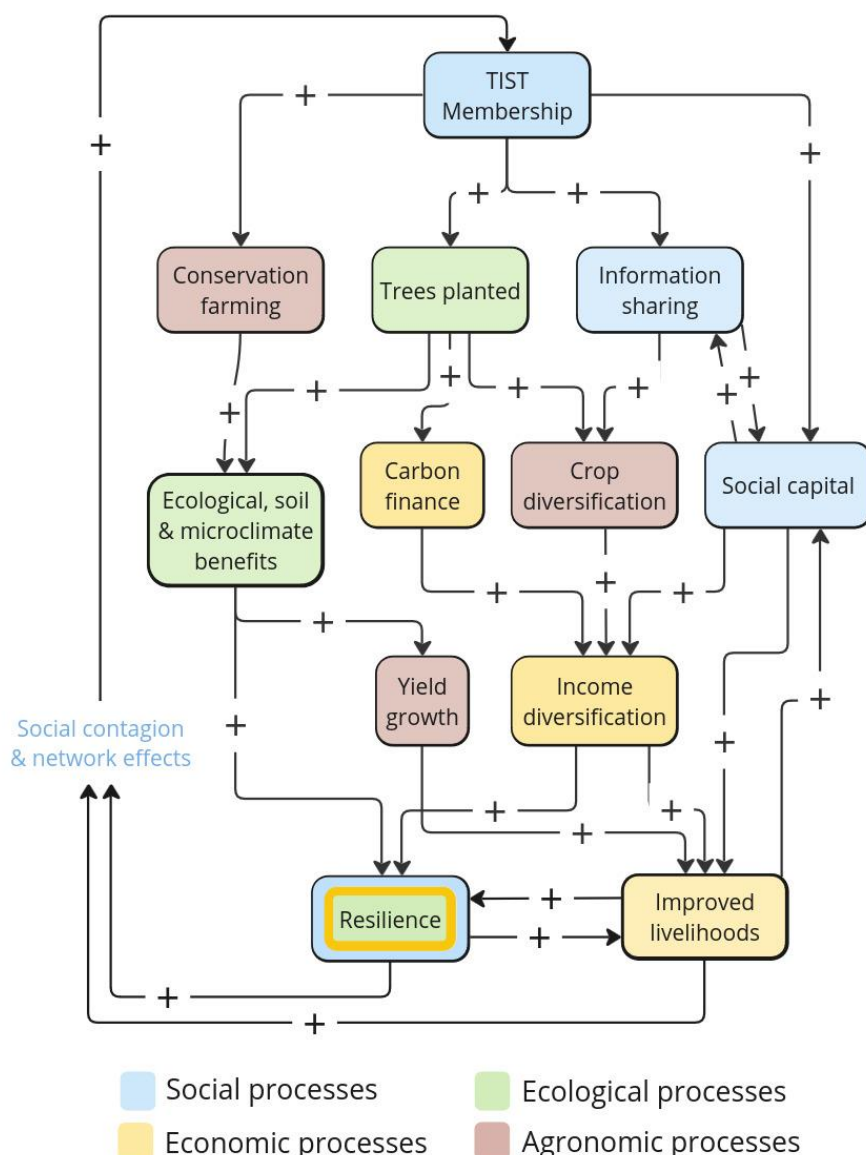 TIST
Membership
+
+
+
+
+
Conservation
farming
Trees planted
Information
sharing
+
+
+
+
+
+
+
Ecological, soil
& microclimate
benefits
Carbon
finance
Crop
diversification
Social capital
+
+
+
+
Yield
growth
Income
diversification
+
+
+
Social contagion
& network effects
+
+
+
Resilience
+
+
Improved
livelihoods
+
+
Social processes
Ecological processes
Economic processes
Agronomic processes